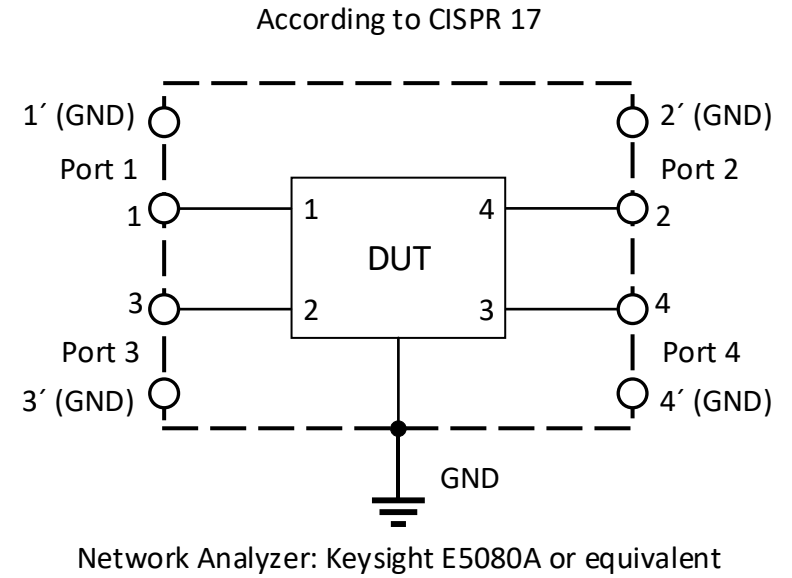 According to CISPR 17
1´ (GND)
2´ (GND)
Port 1
Port 2
1
1
4
2
DUT
3
2
3
4
Port 3
Port 4
3´ (GND)
4´ (GND)
GND
Network Analyzer: Keysight E5080A or equivalent